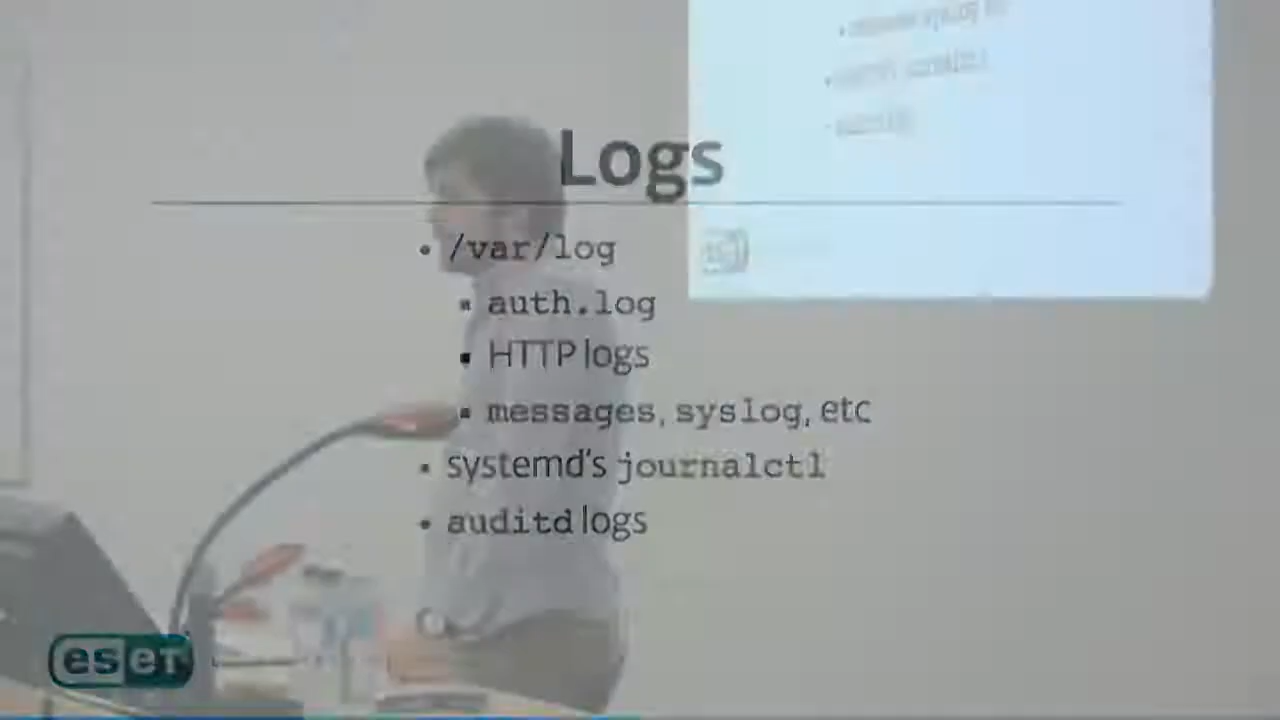 Logs
/var/log
auth.log
HTTP logs
messages, syslog, etc
systemd's journalctl
auditd logs
eseT